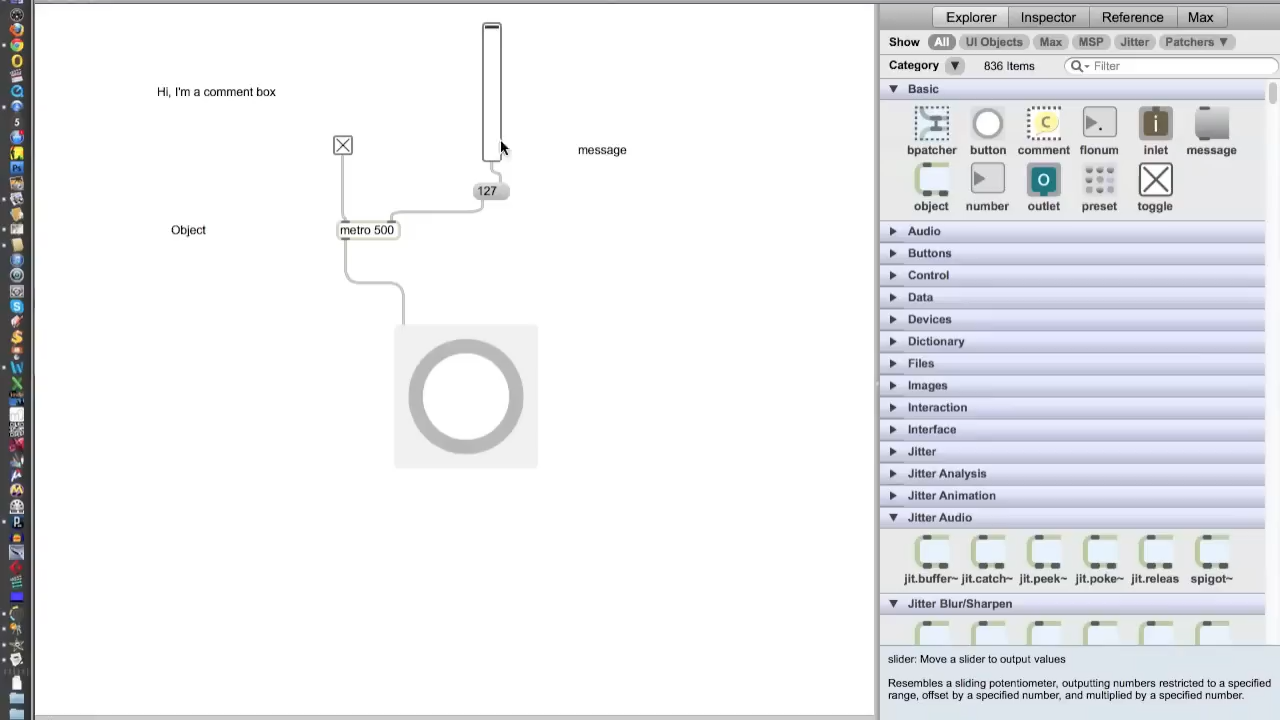 Explorer
Inspector
Reference
Max
Show All UI Objects Max MSP Jitter Patchers ▼
Category ▼ 836 Items Filter
Basic
bpatcher button comment flonum inlet message
object number outlet preset toggle
Audio
Buttons
Control
Data
Devices
Dictionary
Files
Images
Interaction
Interface
Jitter
Jitter Analysis
Jitter Animation
Jitter Audio
jit.buffer~ jit.catch~ jit.peek~ jit.poke~ jit.releas spigot~
Jitter Blur/Sharpen
slider: Move a slider to output values
Resembles a sliding potentiometer, outputting numbers restricted to a specified
range, offset by a specified number, and multiplied by a specified number.
Hi, I'm a comment box
message
127
Object
metro 500